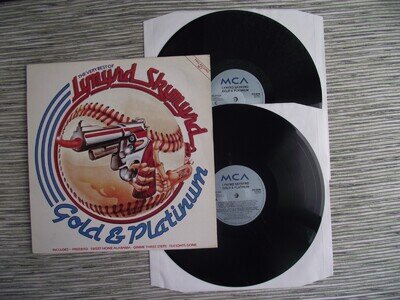 THE VERY BEST OF
Lynyrd Skynyrd
Gold & Platinum
INCLUDES - FREEBIRD · SWEET HOME ALABAMA · GIMME THREE STEPS · TUESDAYS GONE
MCA
LYNYRD SKYNYRD
GOLD & PLATINUM
MCA
LYNYRD SKYNYRD
GOLD & PLATINUM